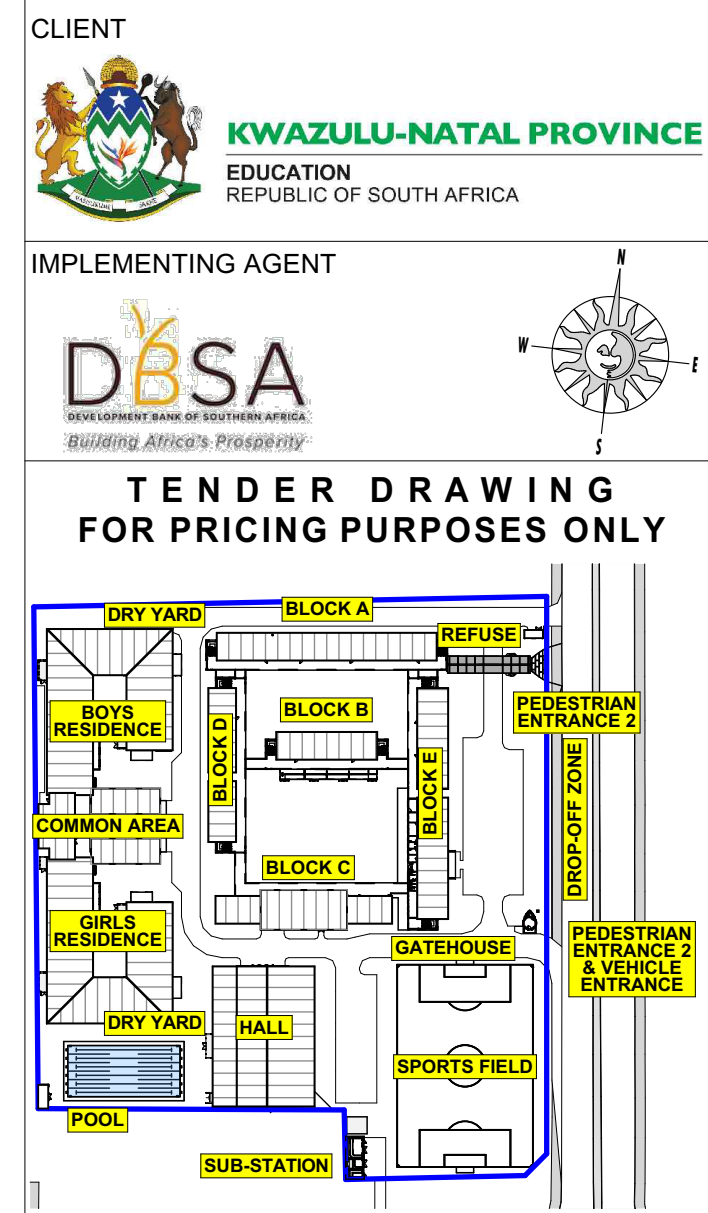 CLIENT
KWAZULU-NATAL PROVINCE
EDUCATION
REPUBLIC OF SOUTH AFRICA
IMPLEMENTING AGENT
N
W
E
S
DBSA
DEVELOPMENT BANK OF SOUTHERN AFRICA
Building Africa's Prosperity
TENDER DRAWING
FOR PRICING PURPOSES ONLY
DRY YARD
BLOCK A
REFUSE
BOYS
RESIDENCE
BLOCK D
BLOCK B
BLOCK E
PEDESTRIAN
ENTRANCE 2
COMMON AREA
DROP-OFF ZONE
BLOCK C
GIRLS
RESIDENCE
GATEHOUSE
PEDESTRIAN
ENTRANCE 2
& VEHICLE
ENTRANCE
DRY YARD
HALL
SPORTS FIELD
POOL
SUB-STATION